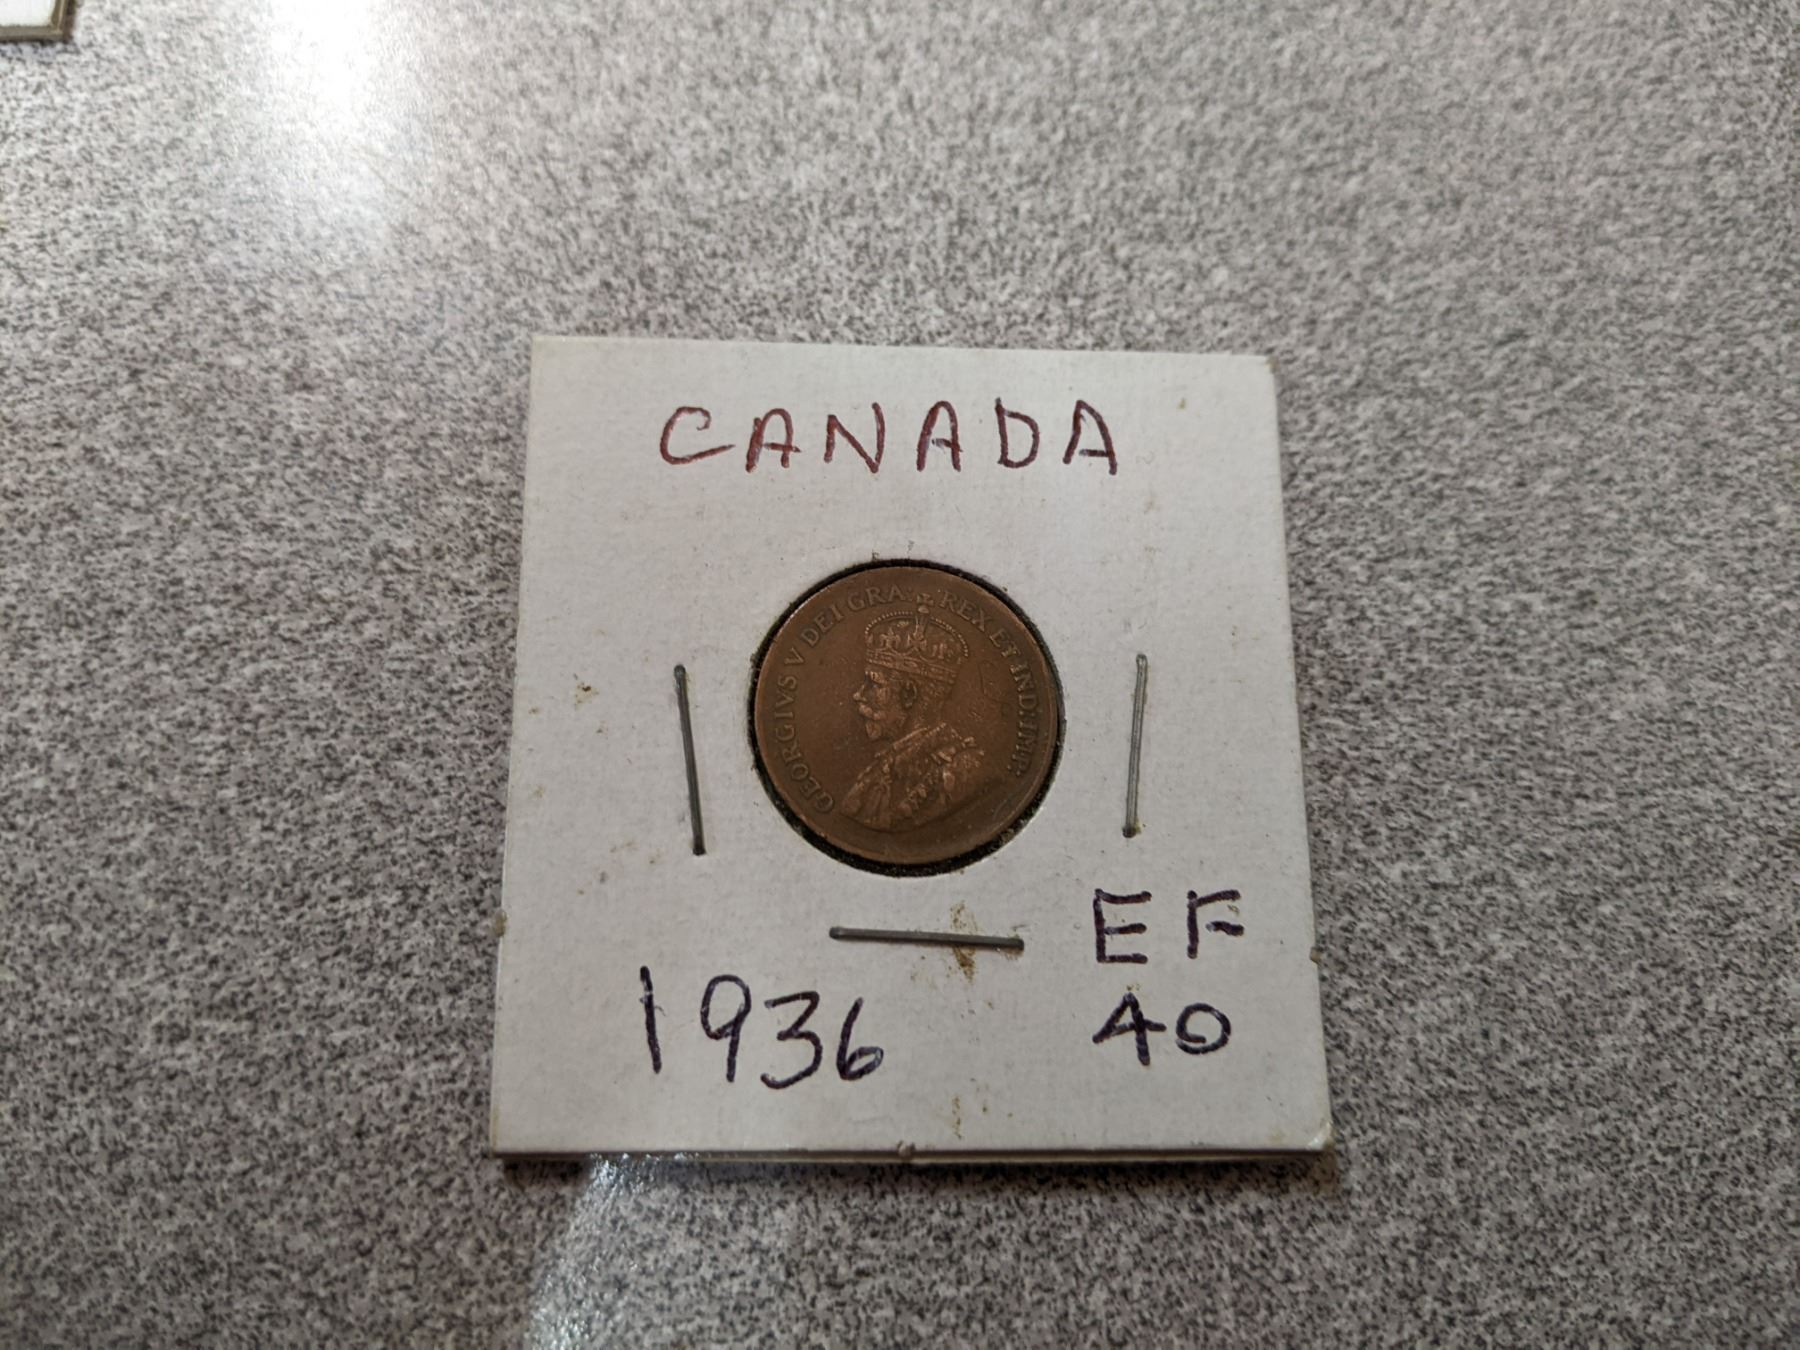 CANADA
GEORGIVS V DEI GRA: REX ET IND:IMP:
EF
1936
40